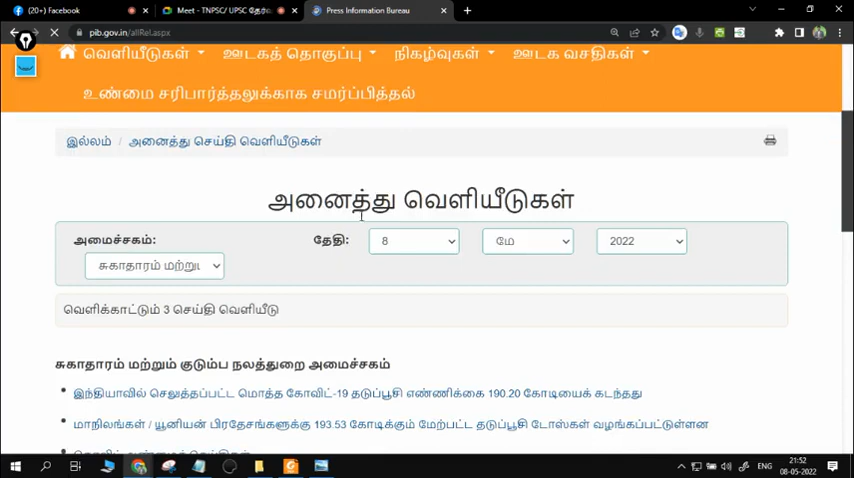 (20+) Facebook
Meet - TNPSC/ UPSC தேர்வு
Press Information Bureau
pib.gov.in/allRel.aspx
வெளியீடுகள் ஊடகத் தொகுப்பு நிகழ்வுகள் ஊடக வசதிகள்
உண்மை சரிபார்த்தலுக்காக சமர்ப்பித்தல்
இல்லம் / அனைத்து செய்தி வெளியீடுகள்
அனைத்து வெளியீடுகள்
அமைச்சகம்: தேதி: 8 மே 2022
சுகாதாரம் மற்று
வெளிக்காட்டும் 3 செய்தி வெளியீடு
சுகாதாரம் மற்றும் குடும்ப நலத்துறை அமைச்சகம்
இந்தியாவில் செலுத்தப்பட்ட மொத்த கோவிட்-19 தடுப்பூசி எண்ணிக்கை 190.20 கோடியைக் கடந்தது
மாநிலங்கள் / யூனியன் பிரதேசங்களுக்கு 193.53 கோடிக்கும் மேற்பட்ட தடுப்பூசி டோஸ்கள் வழங்கப்பட்டுள்ளன
ENG
21:52
08-05-2022